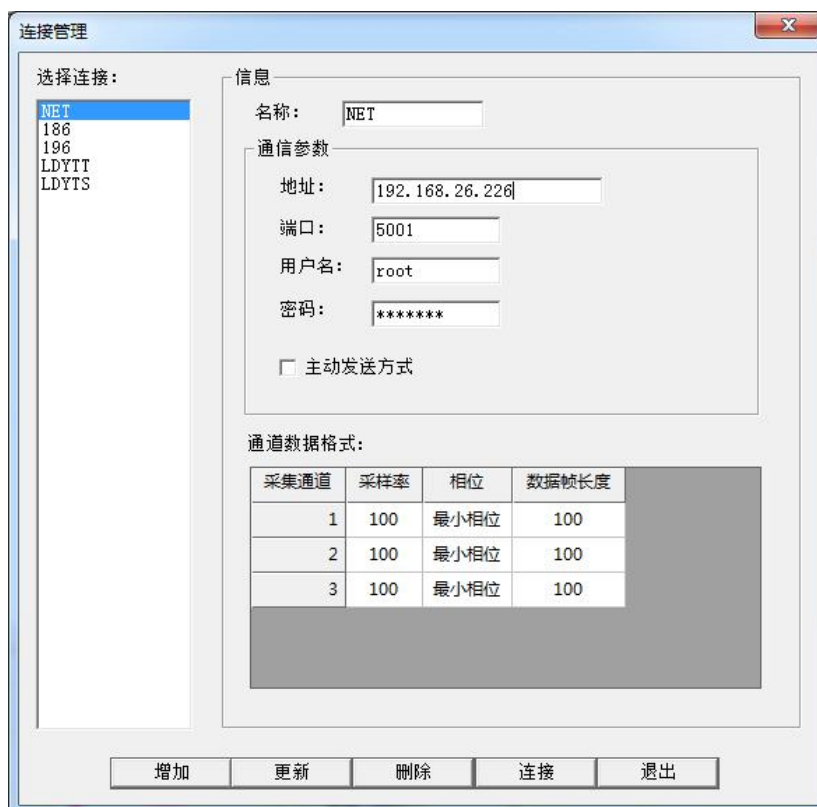 连接管理
选择连接：
NET
186
196
LDYTT
LDYTS
信息
名称： NET
通信参数
地址： 192.168.26.226
端口： 5001
用户名： root
密码： *******
主动发送方式
通道数据格式：
采集通道 采样率 相位 数据帧长度
1 100 最小相位 100
2 100 最小相位 100
3 100 最小相位 100
增加 更新 删除 连接 退出